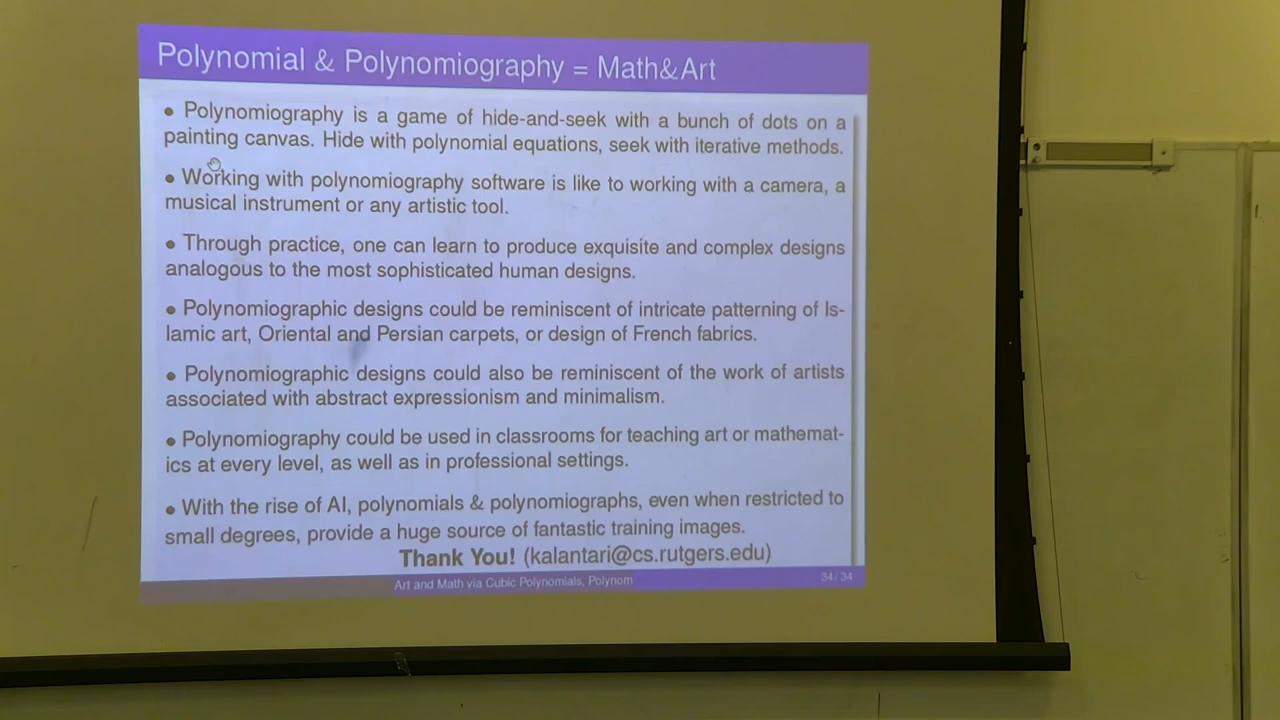 Polynomial & Polynomiography = Math&Art
• Polynomiography is a game of hide-and-seek with a bunch of dots on a
painting canvas. Hide with polynomial equations, seek with iterative methods.
• Working with polynomiography software is like to working with a camera, a
musical instrument or any artistic tool.
• Through practice, one can learn to produce exquisite and complex designs
analogous to the most sophisticated human designs.
• Polynomiographic designs could be reminiscent of intricate patterning of Is-
lamic art, Oriental and Persian carpets, or design of French fabrics.
• Polynomiographic designs could also be reminiscent of the work of artists
associated with abstract expressionism and minimalism.
• Polynomiography could be used in classrooms for teaching art or mathemat-
ics at every level, as well as in professional settings.
• With the rise of AI, polynomials & polynomiographs, even when restricted to
small degrees, provide a huge source of fantastic training images.
Thank You! (kalantari@cs.rutgers.edu)
Art and Math via Cubic Polynomials, Polynom
34/34